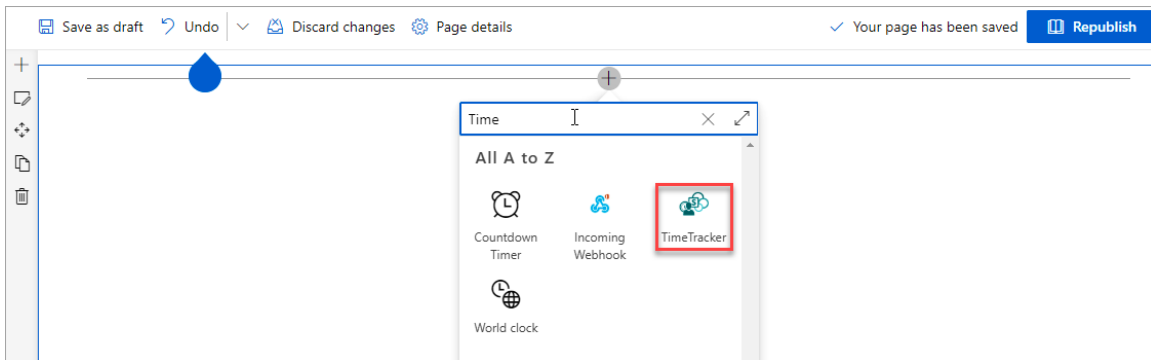 Save as draft Undo Discard changes Page details Your page has been saved Republish
Time
All A to Z
Countdown Timer
Incoming Webhook
TimeTracker
World clock